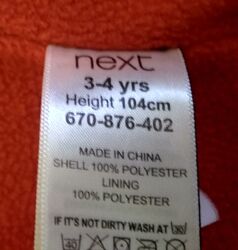 next
3-4 yrs
Height 104cm
670-876-402
MADE IN CHINA
SHELL 100% POLYESTER
LINING
100% POLYESTER
IF IT'S NOT DIRTY WASH AT